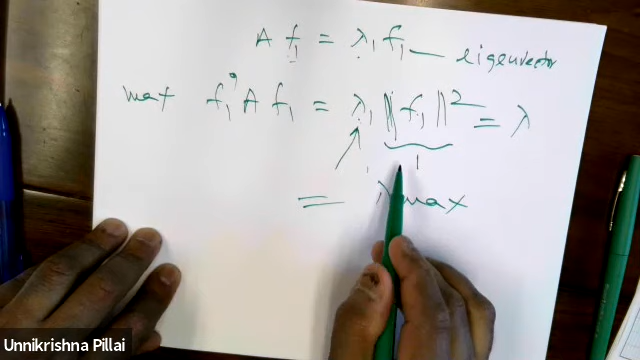 A f₁ = λ₁ f₁ — eigenvector
max f₁* A f₁ = λ₁ ‖f₁‖² = λ
1
= λmax
Unnikrishna Pillai